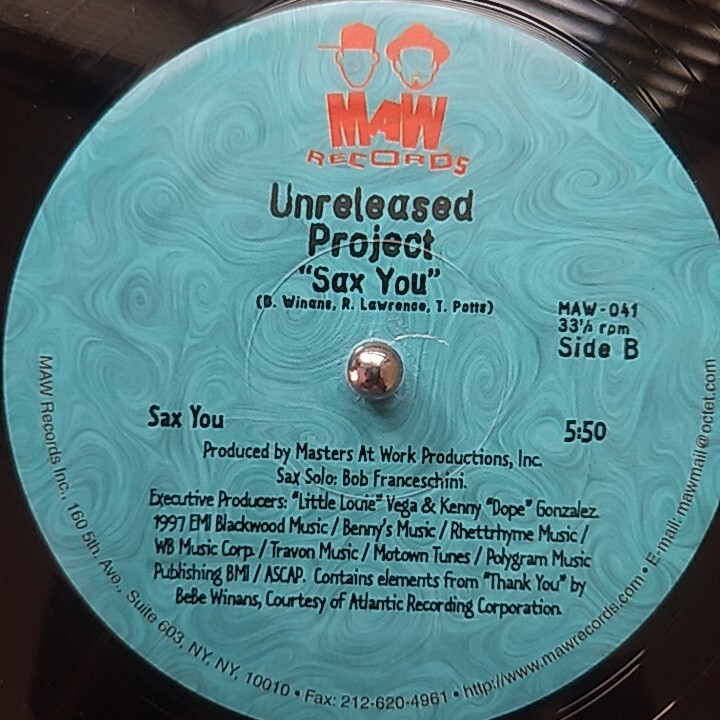 MAW
RECORDS
Unreleased
Project
"Sax You"
(B. Winans, R. Lawrence, T. Potts)
MAW-041
33⅓ rpm
Side B
Sax You
5:50
Produced by Masters At Work Productions, Inc.
Sax Solo: Bob Franceschini.
Executive Producers: "Little Louie" Vega & Kenny "Dope" Gonzalez.
1997 EMI Blackwood Music / Benny's Music / Rhettrhyme Music /
WB Music Corp. / Travon Music / Motown Tunes / Polygram Music
Publishing BMI / ASCAP. Contains elements from "Thank You" by
BeBe Winans, Courtesy of Atlantic Recording Corporation.
MAW Records Inc., 160 5th Ave., Suite 603, NY, NY, 10010 • Fax: 212-620-4961 • http://www.mawrecords.com • E-mail: mawmail@octet.com